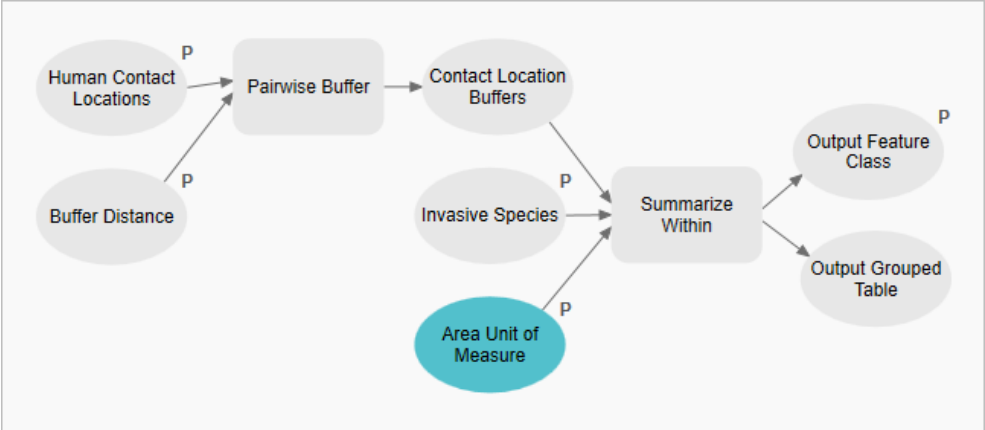 P
Human Contact
Locations
Pairwise Buffer
Contact Location
Buffers
P
Output Feature
Class
P
Buffer Distance
P
Invasive Species
Summarize
Within
Output Grouped
Table
P
Area Unit of
Measure